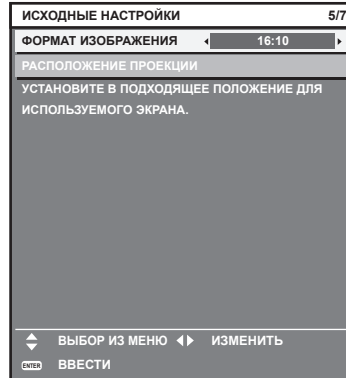 ИСХОДНЫЕ НАСТРОЙКИ 5/7
ФОРМАТ ИЗОБРАЖЕНИЯ 16:10
РАСПОЛОЖЕНИЕ ПРОЕКЦИИ
УСТАНОВИТЕ В ПОДХОДЯЩЕЕ ПОЛОЖЕНИЕ ДЛЯ
ИСПОЛЬЗУЕМОГО ЭКРАНА.
ВЫБОР ИЗ МЕНЮ ИЗМЕНИТЬ
ENTER ВВЕСТИ